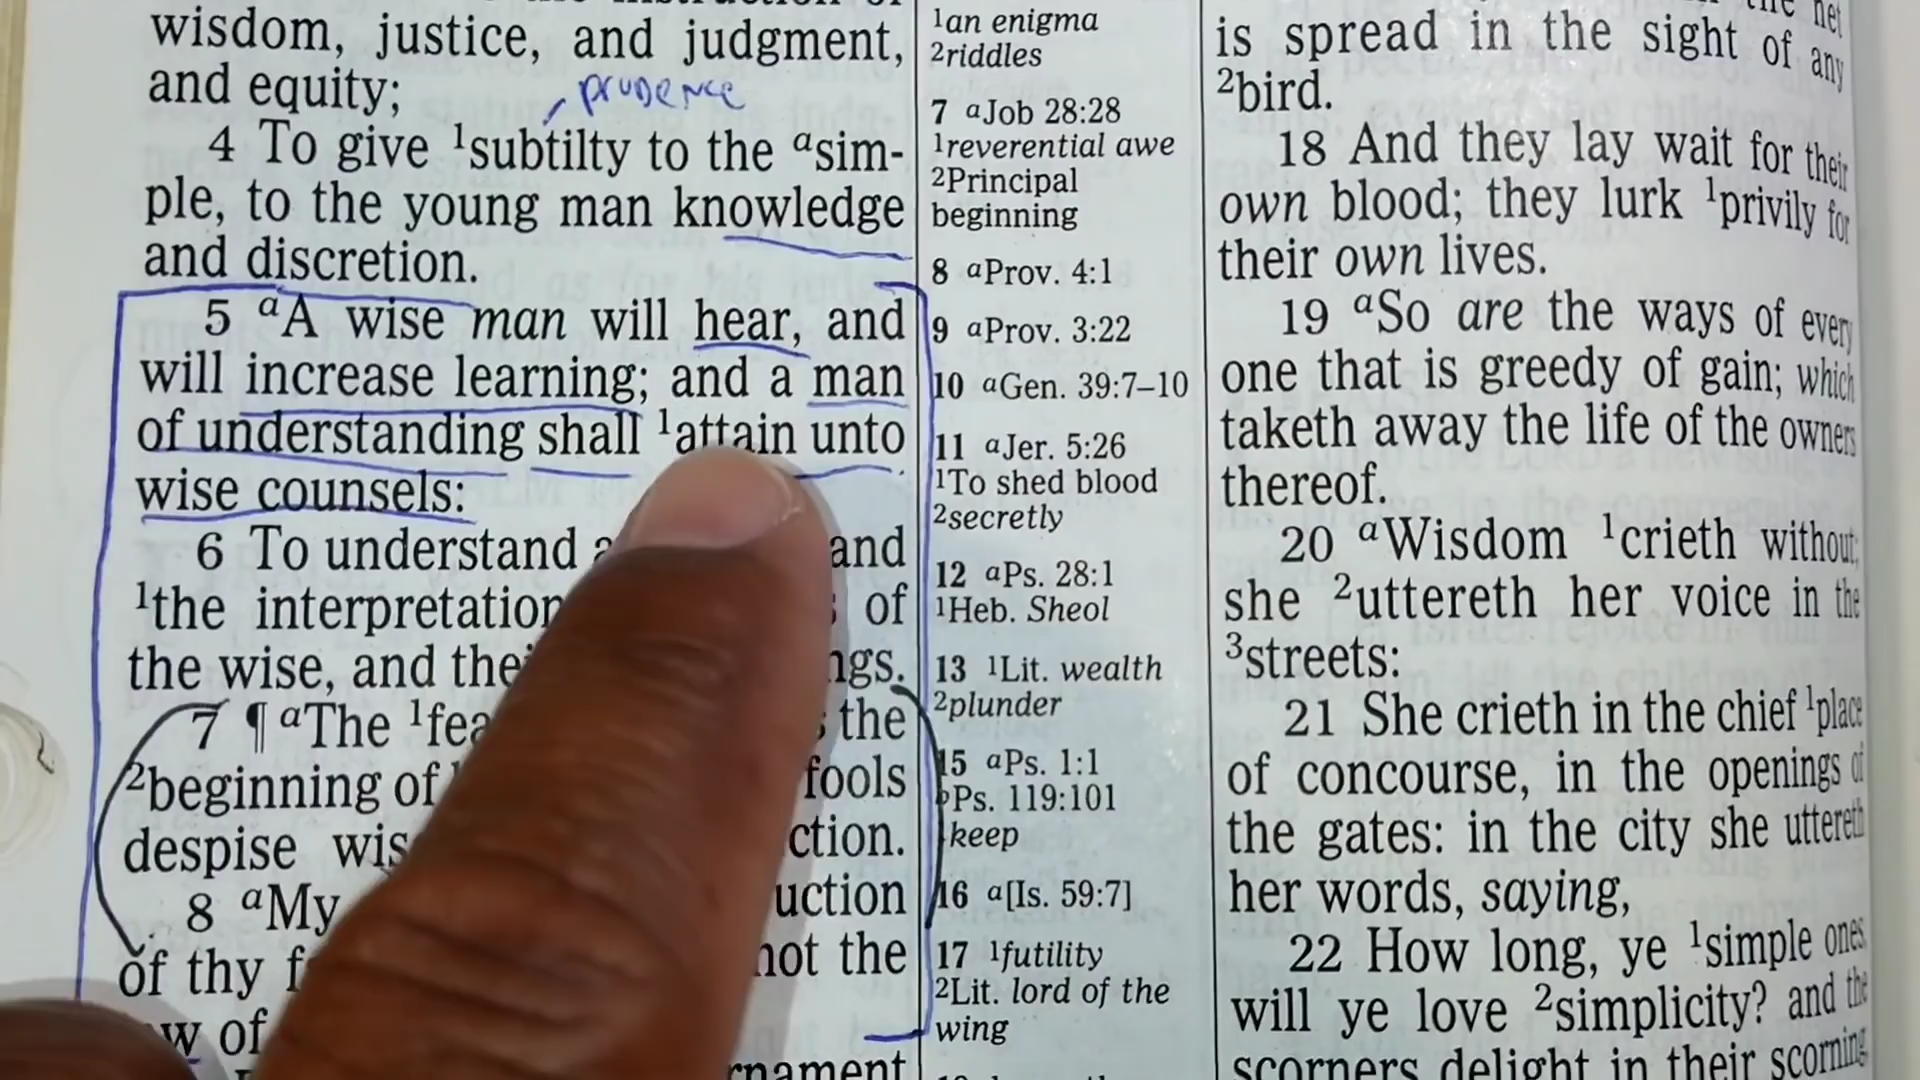 wisdom, justice, and judgment,
and equity;
prudence
4 To give ¹subtilty to the ᵃsim-
ple, to the young man knowledge
and discretion.
5 ᵃA wise man will hear, and
will increase learning; and a man
of understanding shall ¹attain unto
wise counsels:
6 To understand and
¹the interpretation of
the wise, and
7 ¶ ᵃThe the
²beginning of fools
despise
8 ᵃMy
of thy not the
of
¹an enigma
²riddles
7 ᵃJob 28:28
¹reverential awe
²Principal
beginning
8 ᵃProv. 4:1
9 ᵃProv. 3:22
10 ᵃGen. 39:7–10
11 ᵃJer. 5:26
¹To shed blood
²secretly
12 ᵃPs. 28:1
¹Heb. Sheol
13 ¹Lit. wealth
²plunder
15 ᵃPs. 1:1
ᵇPs. 119:101
keep
16 ᵃ[Is. 59:7]
17 ¹futility
²Lit. lord of the
wing
net
is spread in the sight of any
²bird.
18 And they lay wait for their
own blood; they lurk ¹privily for
their own lives.
19 ᵃSo are the ways of every
one that is greedy of gain; which
taketh away the life of the owners
thereof.
20 ᵃWisdom ¹crieth without;
she ²uttereth her voice in the
³streets:
21 She crieth in the chief ¹place
of concourse, in the openings of
the gates: in the city she uttereth
her words, saying,
22 How long, ye ¹simple ones,
will ye love ²simplicity? and the
scorners delight in their scorning